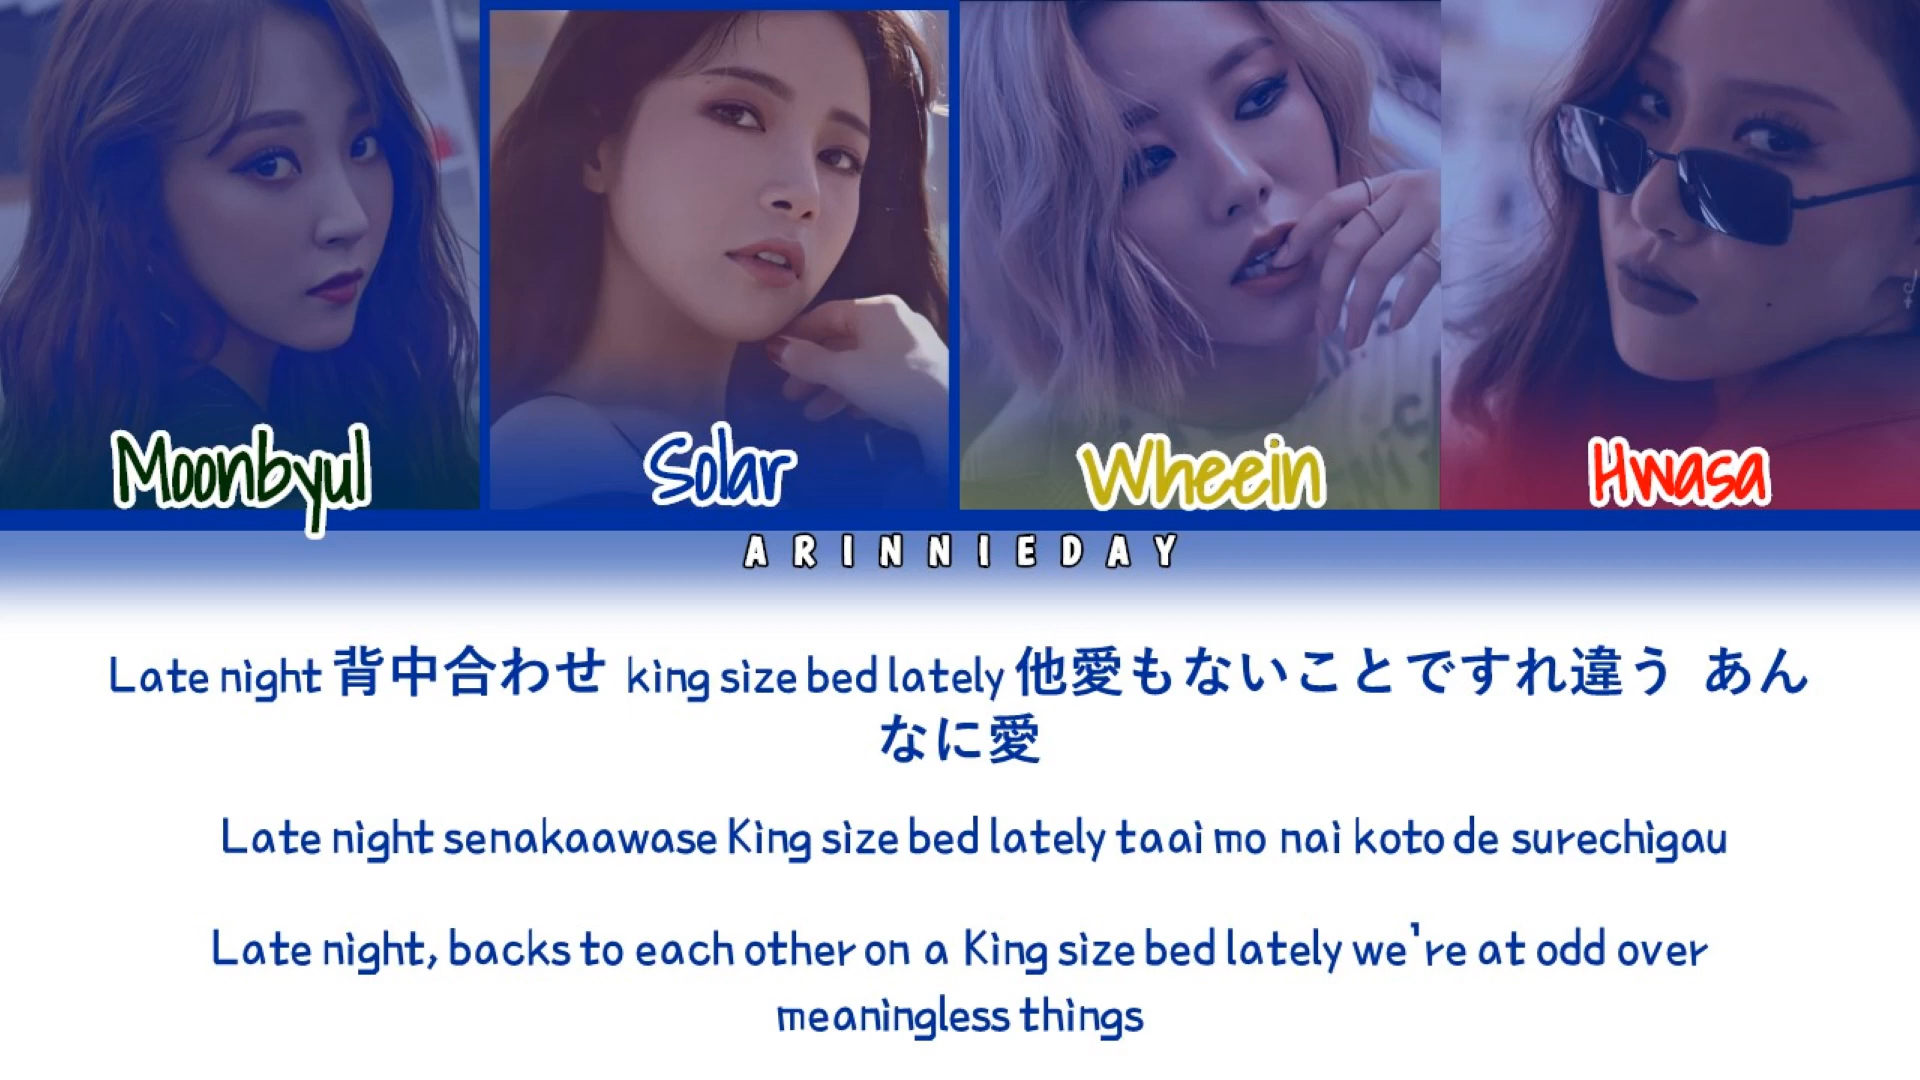 Moonbyul
Solar
Wheein
Hwasa
ARINNIEDAY
Late night 背中合わせ king size bed lately 他愛もないことですれ違う あん
なに愛
Late night senakaawase King size bed lately taai mo nai koto de surechigau
Late night, backs to each other on a King size bed lately we're at odd over
meaningless things